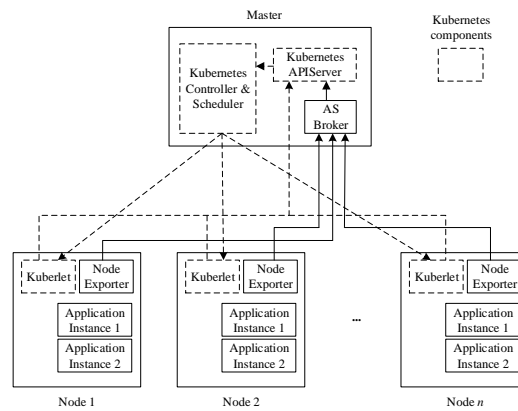 Master
Kubernetes
components
Kubernetes
Controller &
Scheduler
Kubernetes
APIServer
AS
Broker
Kuberlet
Node
Exporter
Application
Instance 1
Application
Instance 2
Node 1
Kuberlet
Node
Exporter
Application
Instance 1
Application
Instance 2
Node 2
...
Kuberlet
Node
Exporter
Application
Instance 1
Application
Instance 2
Node n